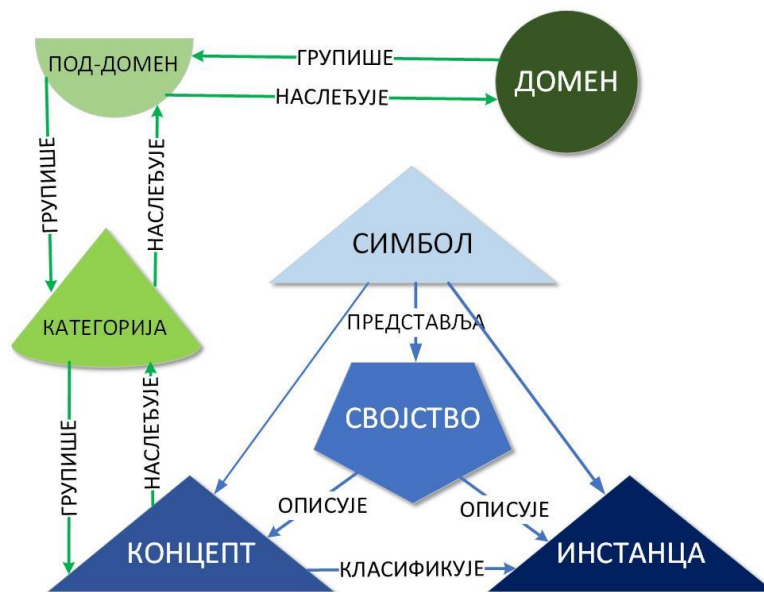 ГРУПИШЕ
ПОД-ДОМЕН
ДОМЕН
НАСЛЕЂУЈЕ
ГРУПИШЕ
НАСЛЕЂУЈЕ
СИМБОЛ
ПРЕДСТАВЉА
КАТЕГОРИЈА
СВОЈСТВО
ГРУПИШЕ
НАСЛЕЂУЈЕ
ОПИСУЈЕ
ОПИСУЈЕ
КОНЦЕПТ
КЛАСИФИКУЈЕ
ИНСТАНЦА